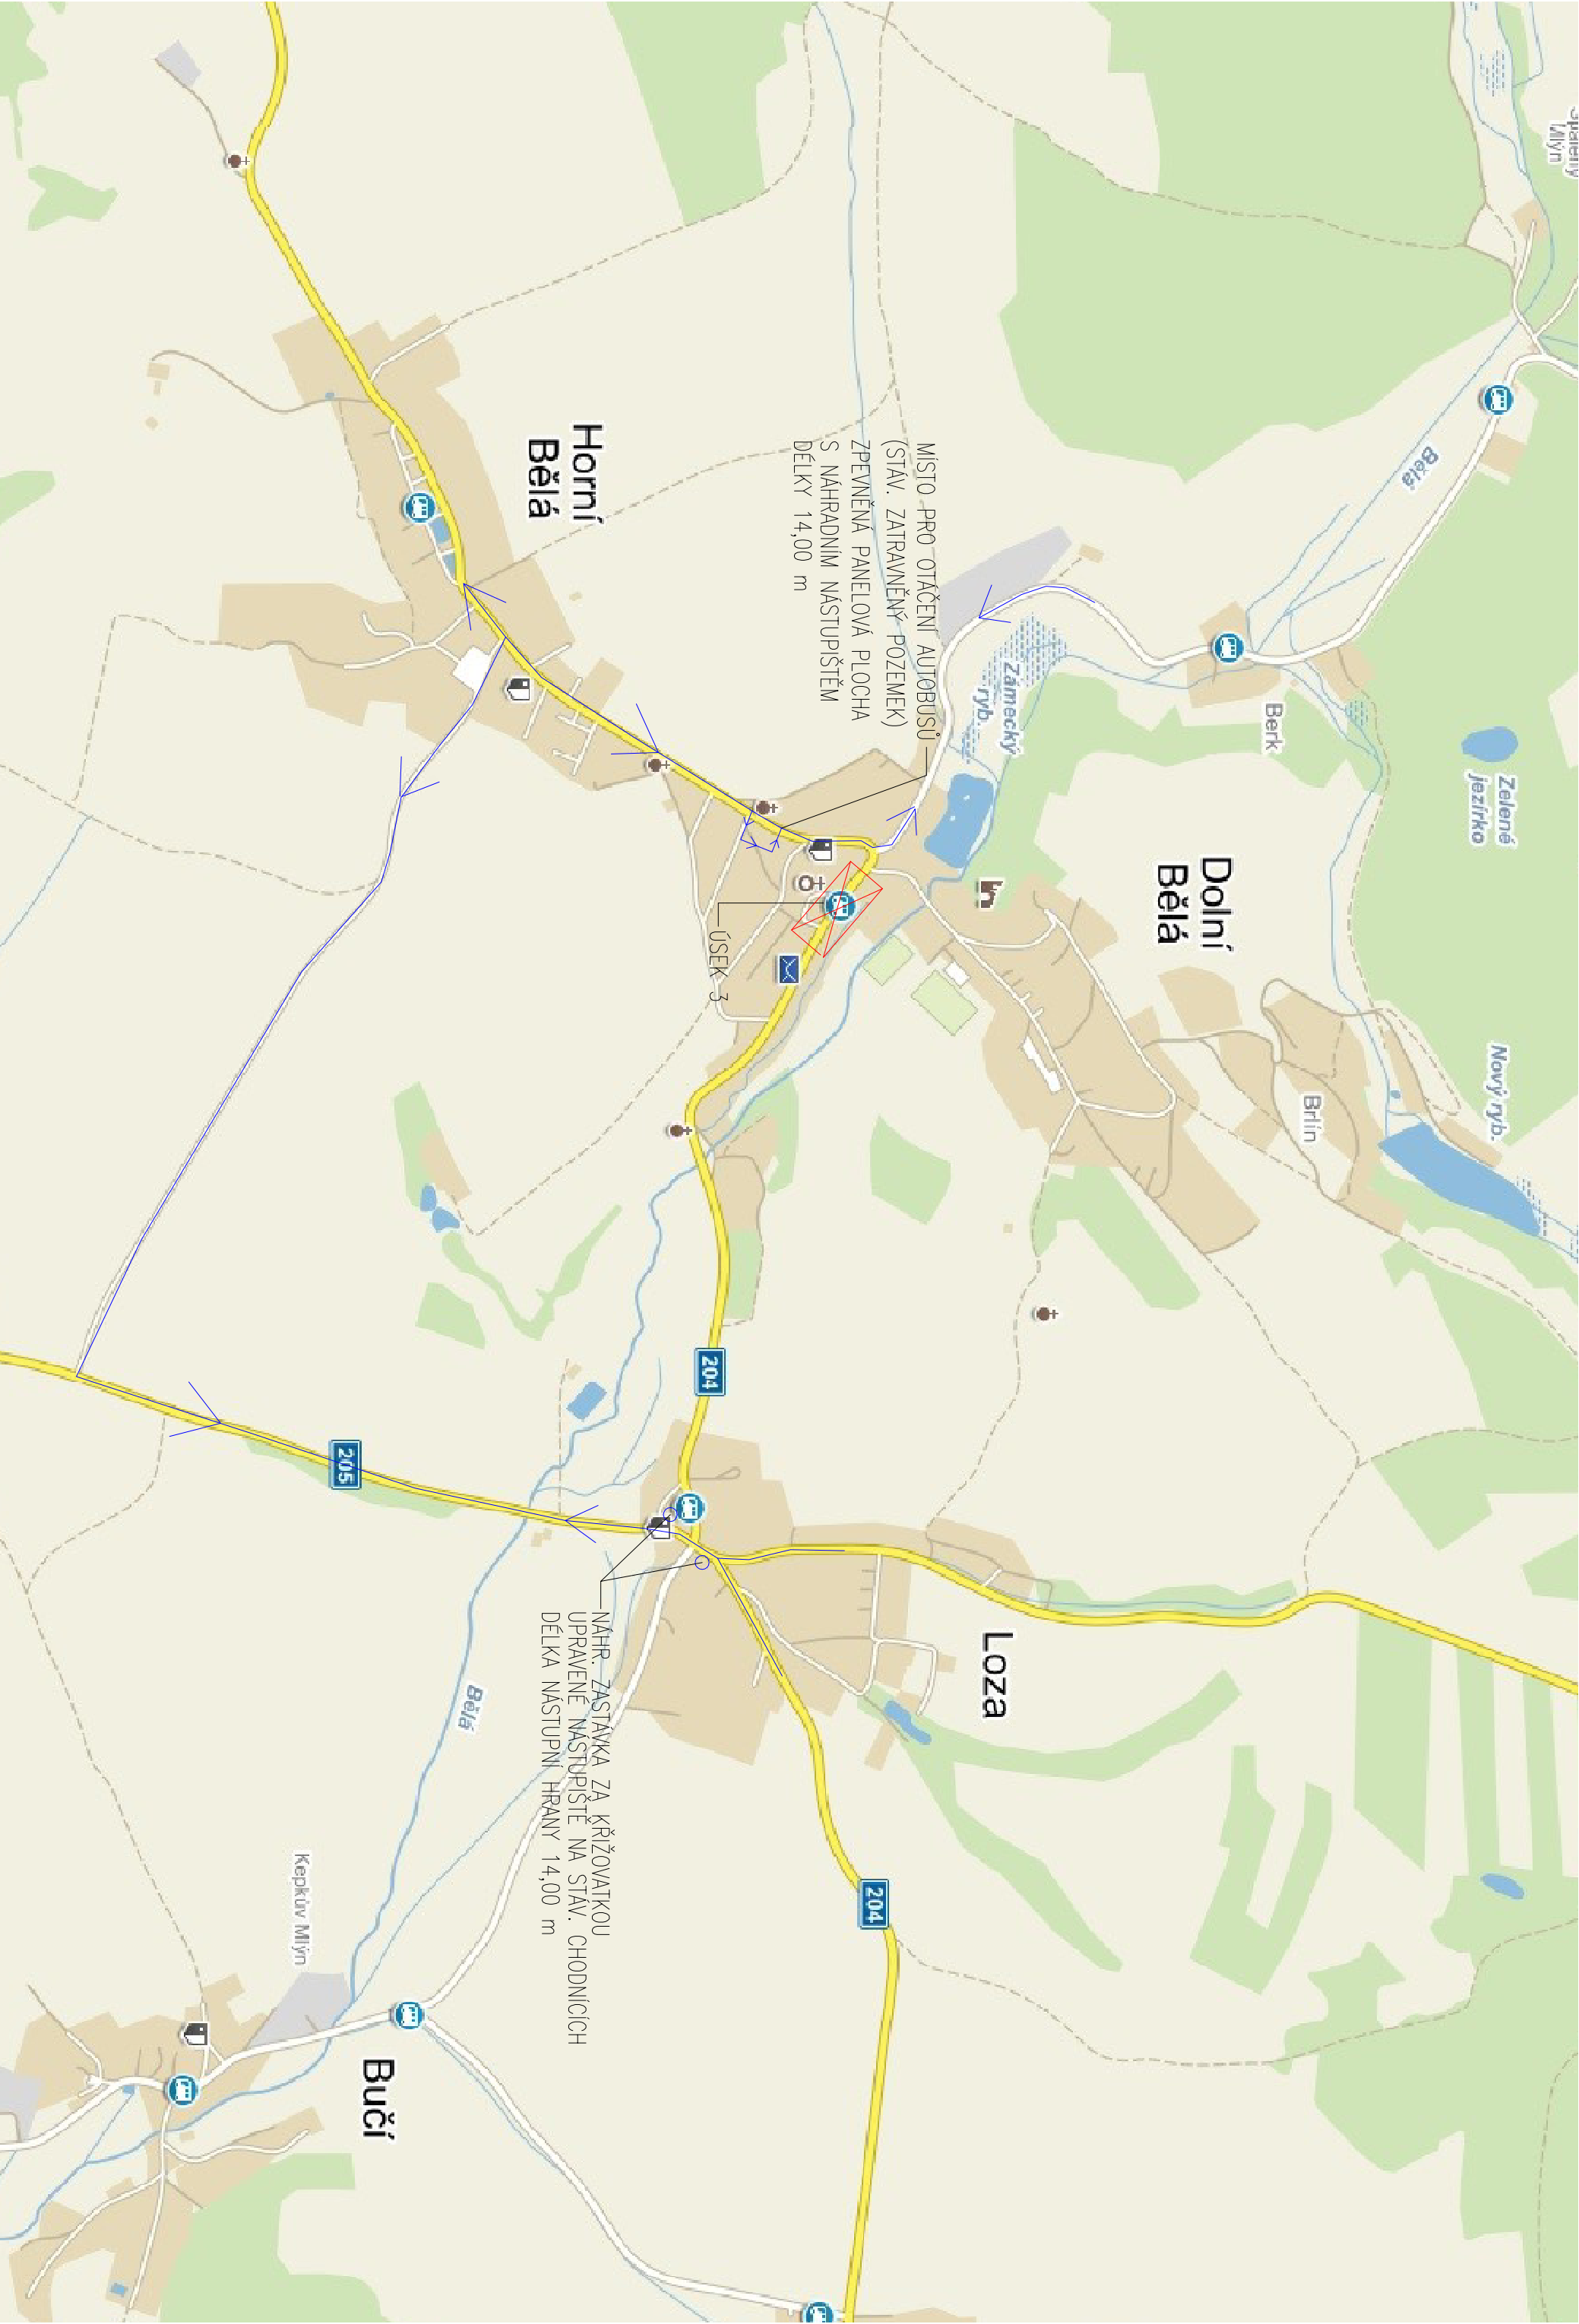 Mlýn
Zelené
jezírko
Nový ryb.
Bělá
Brlín
Berk
Dolní
Bělá
Zámecký
ryb.
Loza
MÍSTO PRO OTÁČENÍ AUTOBUSŮ
(STÁV. ZATRAVNĚNÝ POZEMEK)
ZPEVNĚNÁ PANELOVÁ PLOCHA
S NÁHRADNÍM NÁSTUPIŠTĚM
DÉLKY 14,00 m
204
ÚSEK 3
204
NÁHR. ZASTÁVKA ZA KŘIŽOVATKOU
UPRAVENÉ NÁSTUPIŠTĚ NA STÁV. CHODNÍCÍCH
DÉLKA NÁSTUPNÍ HRANY 14,00 m
Horní
Bělá
Bělá
Bučí
205
Kepkův Mlýn